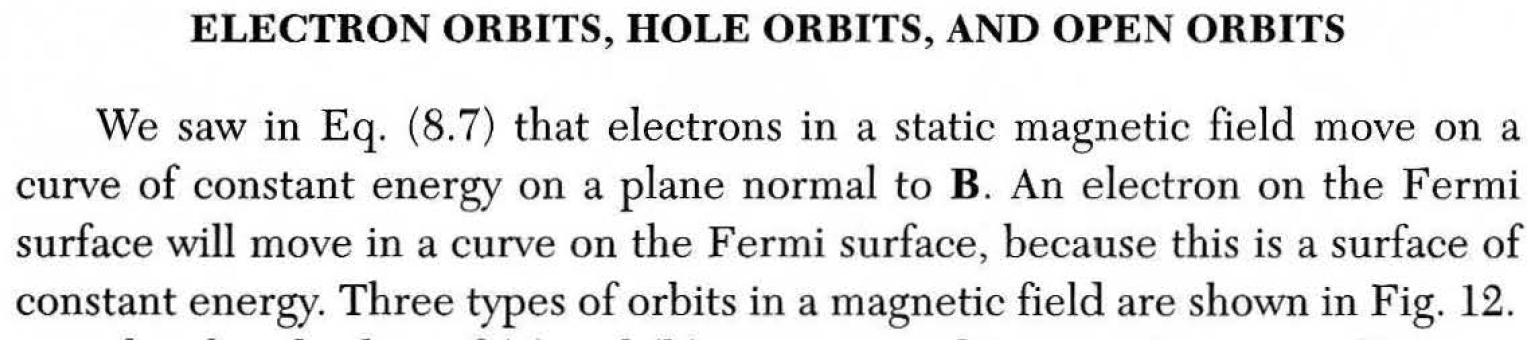 ELECTRON ORBITS, HOLE ORBITS, AND OPEN ORBITS
We saw in Eq. (8.7) that electrons in a static magnetic field move on a
curve of constant energy on a plane normal to B. An electron on the Fermi
surface will move in a curve on the Fermi surface, because this is a surface of
constant energy. Three types of orbits in a magnetic field are shown in Fig. 12.